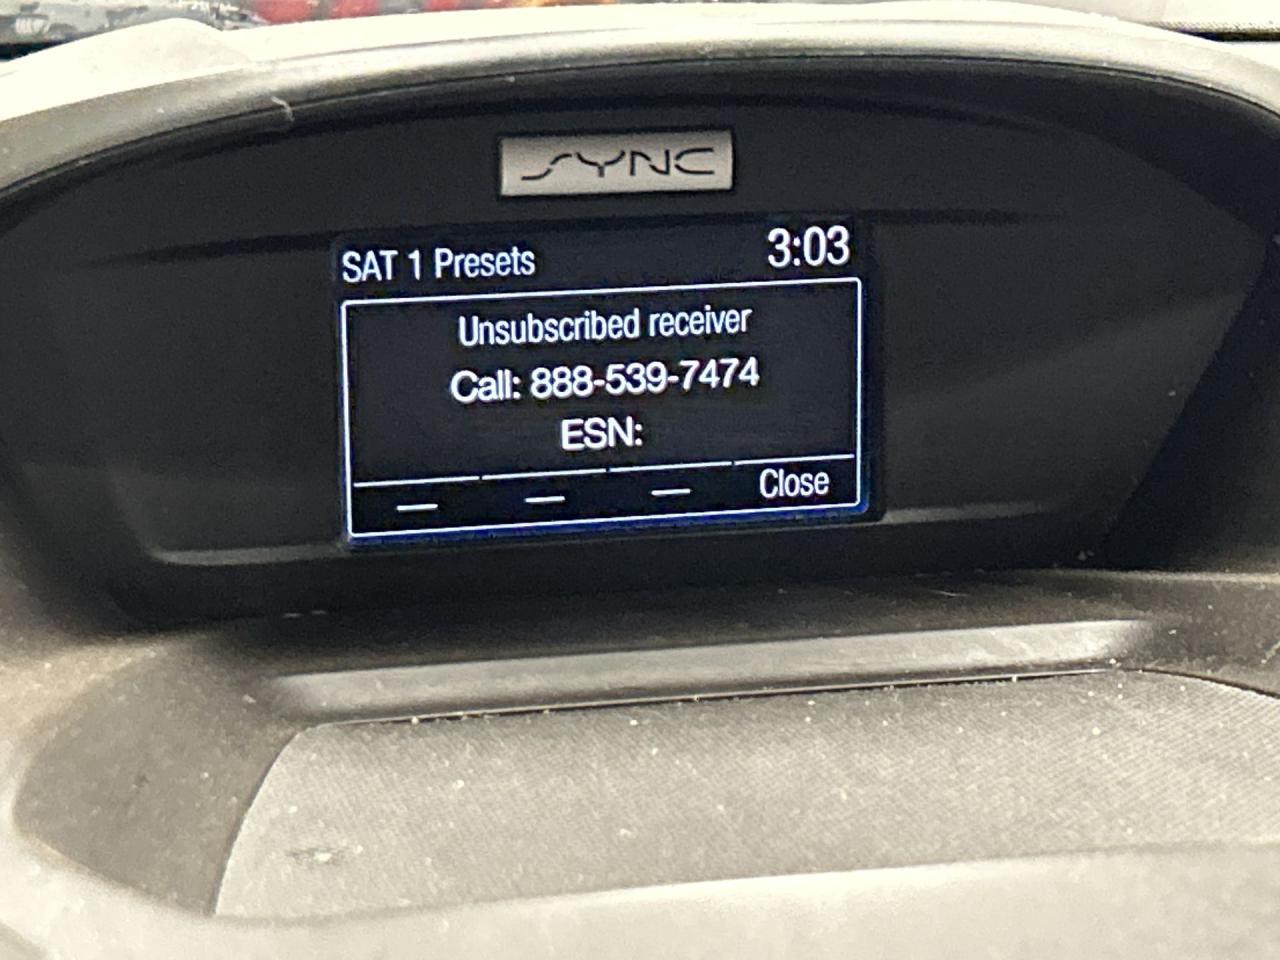 SYNC
SAT 1 Presets 3:03
Unsubscribed receiver
Call: 888-539-7474
ESN:
Close